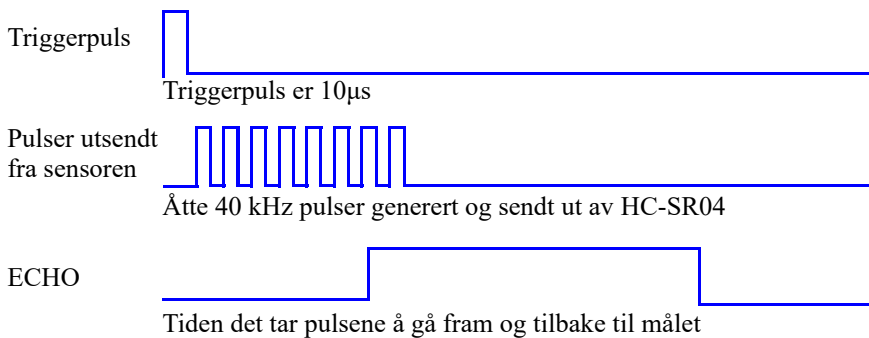 Triggerpuls
Triggerpuls er 10μs
Pulser utsendt
fra sensoren
Åtte 40 kHz pulser generert og sendt ut av HC-SR04
ECHO
Tiden det tar pulsene å gå fram og tilbake til målet